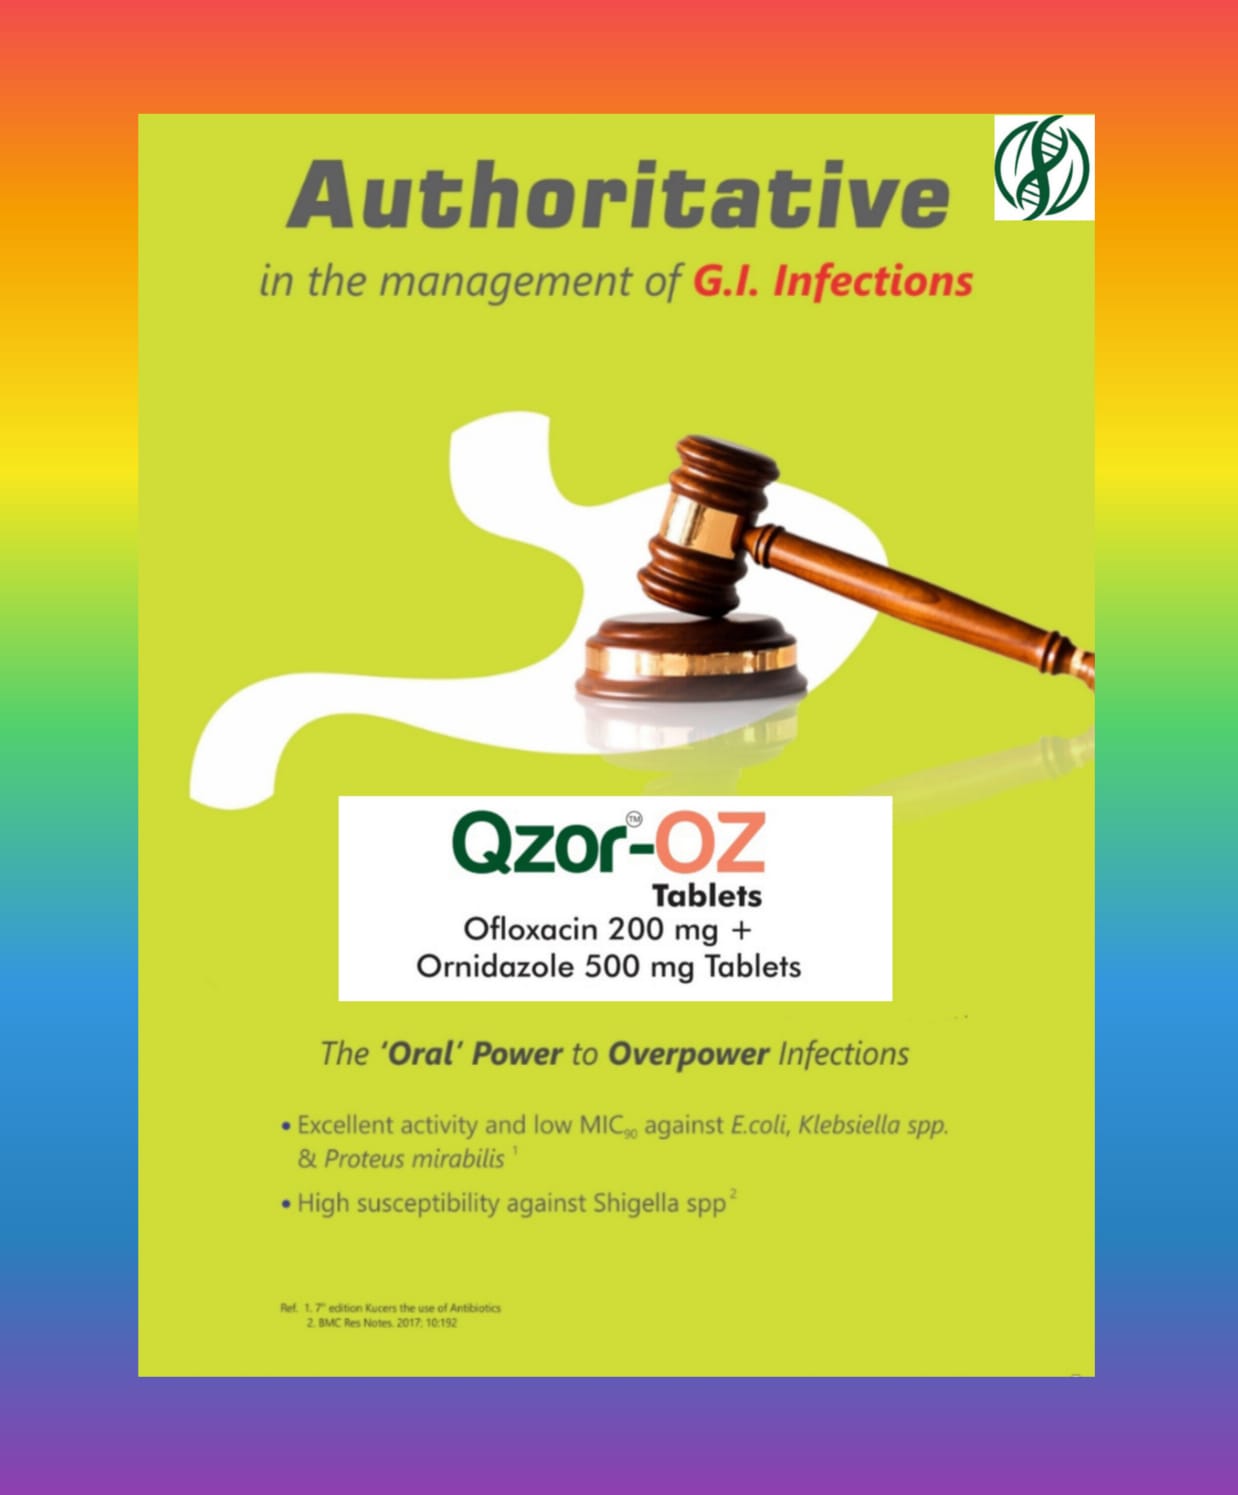 Authoritative
in the management of G.I. Infections
Qzor™-OZ
Tablets
Ofloxacin 200 mg +
Ornidazole 500 mg Tablets
The ‘Oral’ Power to Overpower Infections
• Excellent activity and low MIC₉₀ against E.coli, Klebsiella spp.
& Proteus mirabilis ¹
• High susceptibility against Shigella spp ²
Ref. 1. 7ᵗʰ edition Kucers the use of Antibiotics
2. BMC Res Notes. 2017; 10:192